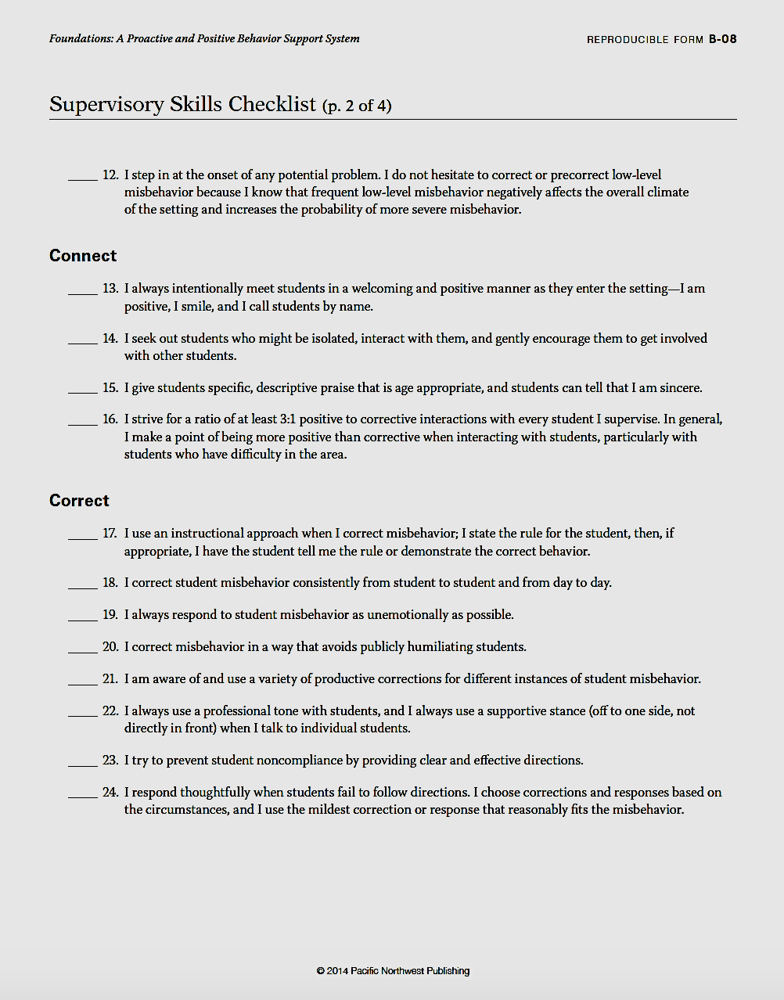 Foundations: A Proactive and Positive Behavior Support System
REPRODUCIBLE FORM B-08
Supervisory Skills Checklist (p. 2 of 4)
_____ 12. I step in at the onset of any potential problem. I do not hesitate to correct or precorrect low-level
misbehavior because I know that frequent low-level misbehavior negatively affects the overall climate
of the setting and increases the probability of more severe misbehavior.
Connect
_____ 13. I always intentionally meet students in a welcoming and positive manner as they enter the setting—I am
positive, I smile, and I call students by name.
_____ 14. I seek out students who might be isolated, interact with them, and gently encourage them to get involved
with other students.
_____ 15. I give students specific, descriptive praise that is age appropriate, and students can tell that I am sincere.
_____ 16. I strive for a ratio of at least 3:1 positive to corrective interactions with every student I supervise. In general,
I make a point of being more positive than corrective when interacting with students, particularly with
students who have difficulty in the area.
Correct
_____ 17. I use an instructional approach when I correct misbehavior; I state the rule for the student, then, if
appropriate, I have the student tell me the rule or demonstrate the correct behavior.
_____ 18. I correct student misbehavior consistently from student to student and from day to day.
_____ 19. I always respond to student misbehavior as unemotionally as possible.
_____ 20. I correct misbehavior in a way that avoids publicly humiliating students.
_____ 21. I am aware of and use a variety of productive corrections for different instances of student misbehavior.
_____ 22. I always use a professional tone with students, and I always use a supportive stance (off to one side, not
directly in front) when I talk to individual students.
_____ 23. I try to prevent student noncompliance by providing clear and effective directions.
_____ 24. I respond thoughtfully when students fail to follow directions. I choose corrections and responses based on
the circumstances, and I use the mildest correction or response that reasonably fits the misbehavior.
© 2014 Pacific Northwest Publishing